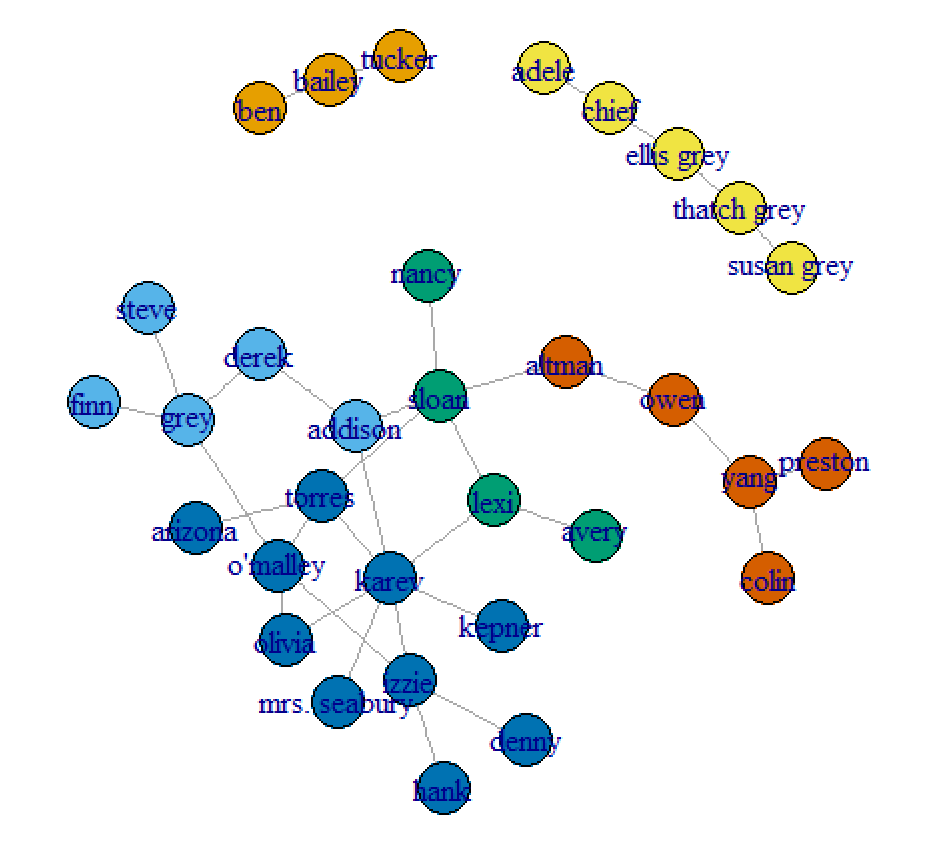 tucker
adele
bailey
ben
chief
ellis grey
thatch grey
susan grey
nancy
steve
derek
altman
finn
sloan
owen
grey
addison
preston
yang
torres
lexi
arizona
avery
o'malley
karev
colin
kepner
olivia
izzie
mrs. seabury
denny
hank